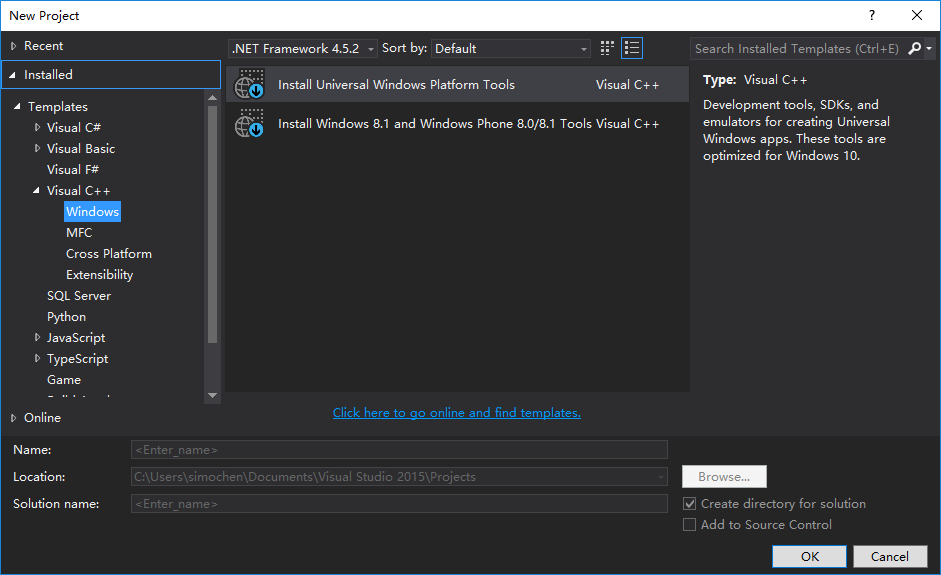 New Project
Recent
.NET Framework 4.5.2
Sort by:
Default
Search Installed Templates (Ctrl+E)
Installed
Templates
Visual C#
Visual Basic
Visual F#
Visual C++
Windows
MFC
Cross Platform
Extensibility
SQL Server
Python
JavaScript
TypeScript
Game
Online
Install Universal Windows Platform Tools
Visual C++
Install Windows 8.1 and Windows Phone 8.0/8.1 Tools
Visual C++
Click here to go online and find templates.
Type: Visual C++
Development tools, SDKs, and
emulators for creating Universal
Windows apps. These tools are
optimized for Windows 10.
Name:
<Enter_name>
Location:
C:\Users\simochen\Documents\Visual Studio 2015\Projects
Browse...
Solution name:
<Enter_name>
Create directory for solution
Add to Source Control
OK
Cancel